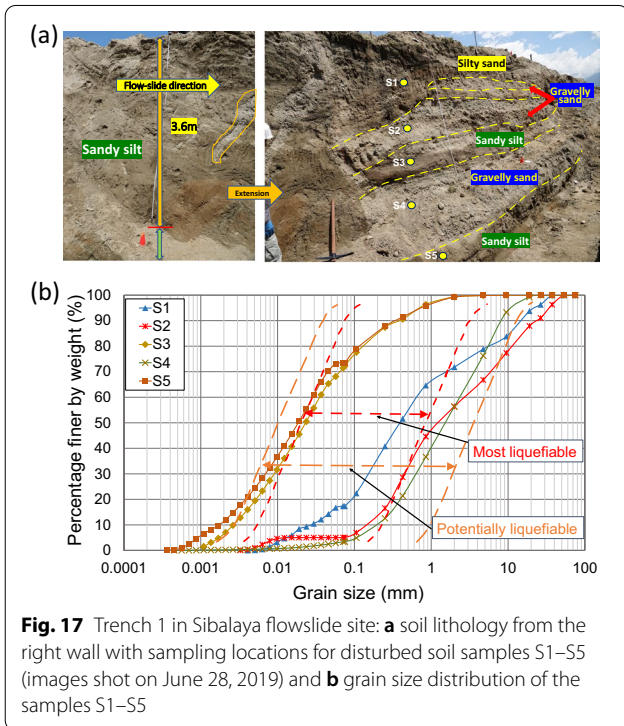 (a)
Flow-slide direction
3.6m
Sandy silt
Extension
Silty sand
Gravelly
sand
S1
S2
Sandy silt
S3
Gravelly sand
S4
Sandy silt
S5
(b)
Percentage finer by weight (%)
100
90
80
70
60
50
40
30
20
10
0
S1
S2
S3
S4
S5
Most liquefiable
Potentially liquefiable
0.0001 0.001 0.01 0.1 1 10 100
Grain size (mm)
Fig. 17 Trench 1 in Sibalaya flowslide site: a soil lithology from the
right wall with sampling locations for disturbed soil samples S1–S5
(images shot on June 28, 2019) and b grain size distribution of the
samples S1–S5